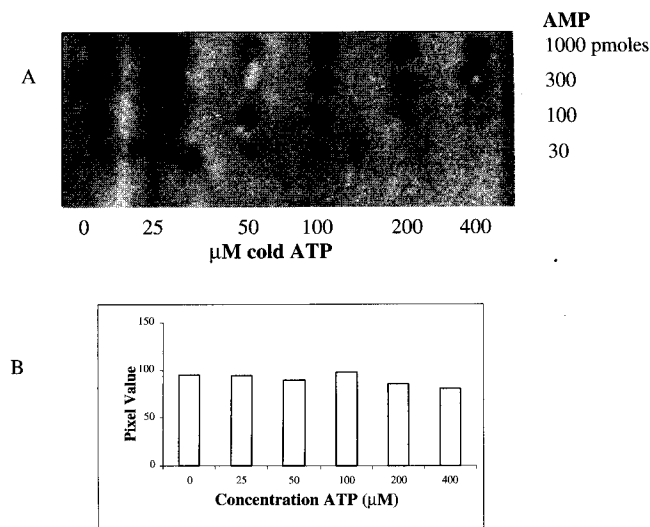 AMP
1000 pmoles
A
300
100
30
0 25 50 100 200 400
µM cold ATP
B
150
100
50
0
Pixel Value
0 25 50 100 200 400
Concentration ATP (µM)